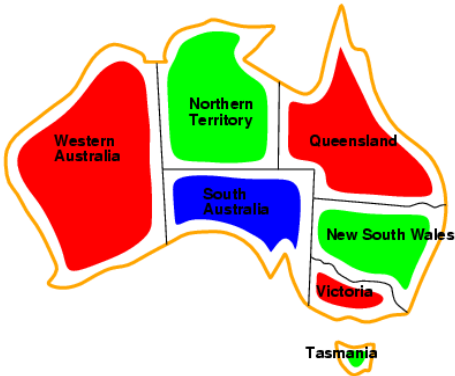 Northern
Territory
Western
Australia
Queensland
South
Australia
New South Wales
Victoria
Tasmania